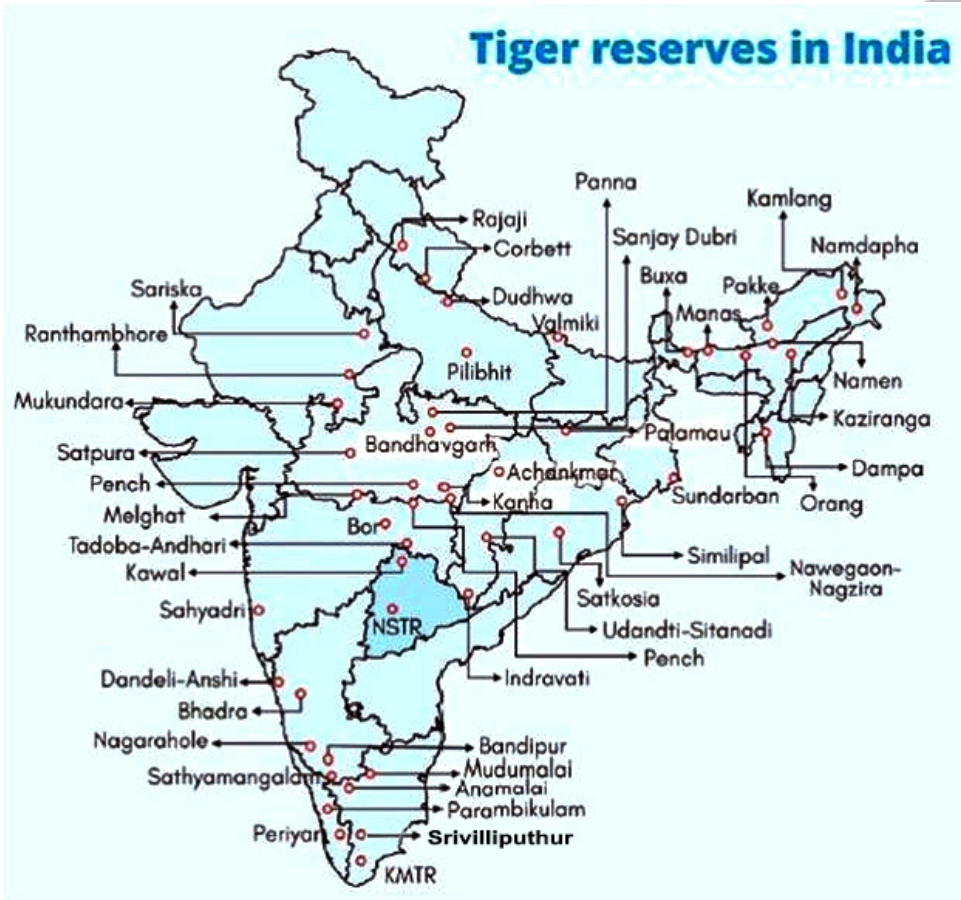 Tiger reserves in India
Panna
Kamlang
Rajaji
Corbett
Sanjay Dubri
Namdapha
Buxa
Pakke
Sariska
Dudhwa
Manas
Valmiki
Ranthambhore
Pilibhit
Namen
Mukundara
Kaziranga
Bandhavgarh
Palamau
Satpura
Achankmar
Dampa
Pench
Kanha
Sundarban
Orang
Melghat
Bor
Tadoba-Andhari
Similipal
Kawal
Nawegaon-
Nagzira
Satkosia
Sahyadri
NSTR
Udandti-Sitanadi
Pench
Dandeli-Anshi
Indravati
Bhadra
Nagarahole
Bandipur
Sathyamangalam
Mudumalai
Anamalai
Parambikulam
Periyar
Srivilliputhur
KMTR